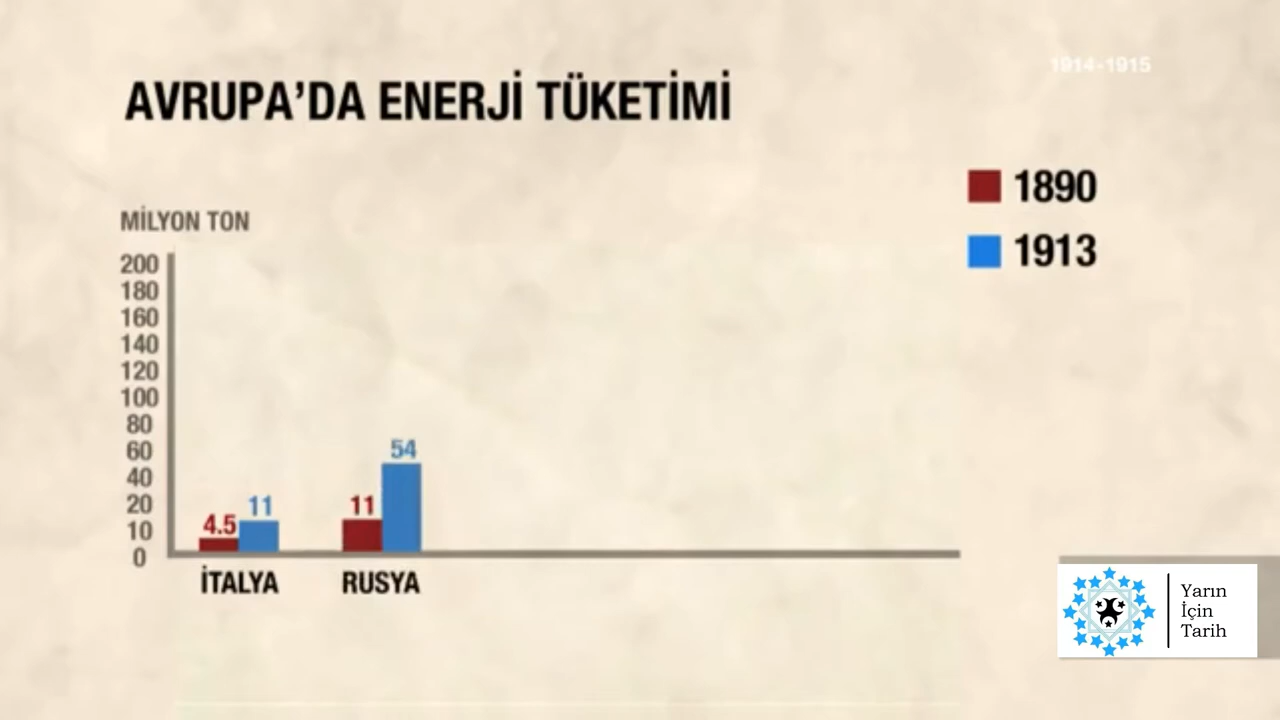 1914-1915
AVRUPA'DA ENERJİ TÜKETİMİ
1890
1913
MİLYON TON
200
180
160
140
120
100
80
60
40
20
10
0
4.5
11
11
54
İTALYA
RUSYA
Yarın
İçin
Tarih